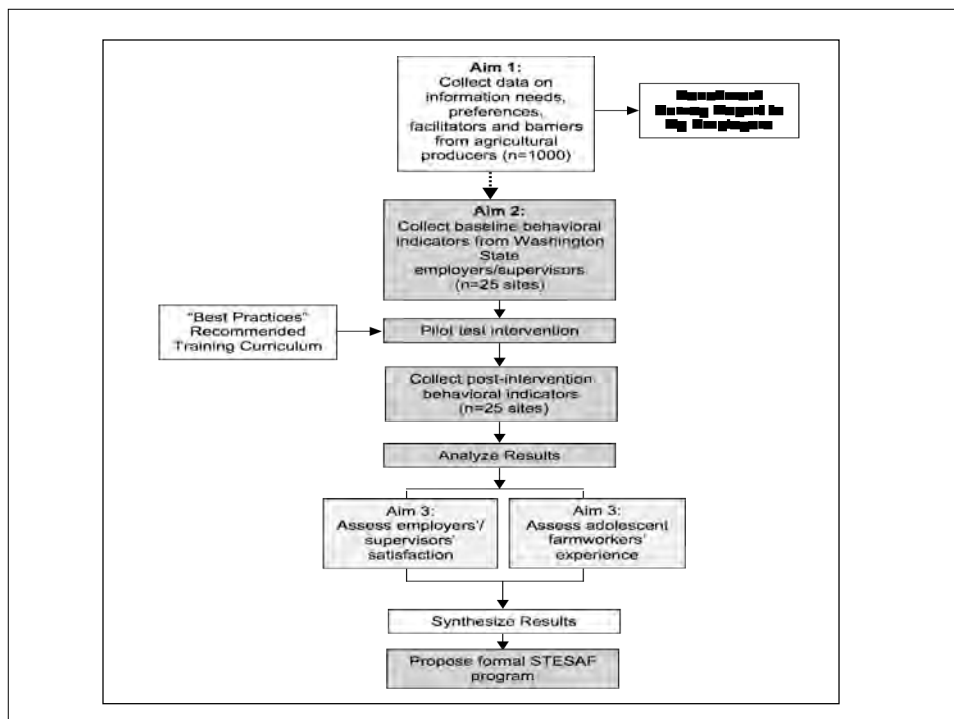 Aim 1:
Collect data on
information needs,
preferences,
facilitators and barriers
from agricultural
producers (n=1000)
Aim 2:
Collect baseline behavioral
indicators from Washington
State
employers/supervisors
(n=25 sites)
"Best Practices"
Recommended
Training Curriculum
Pilot test intervention
Collect post-intervention
behavioral indicators
(n=25 sites)
Analyze Results
Aim 3:
Assess employers'/
supervisors'
satisfaction
Aim 3:
Assess adolescent
farmworkers'
experience
Synthesize Results
Propose formal STESAF
program